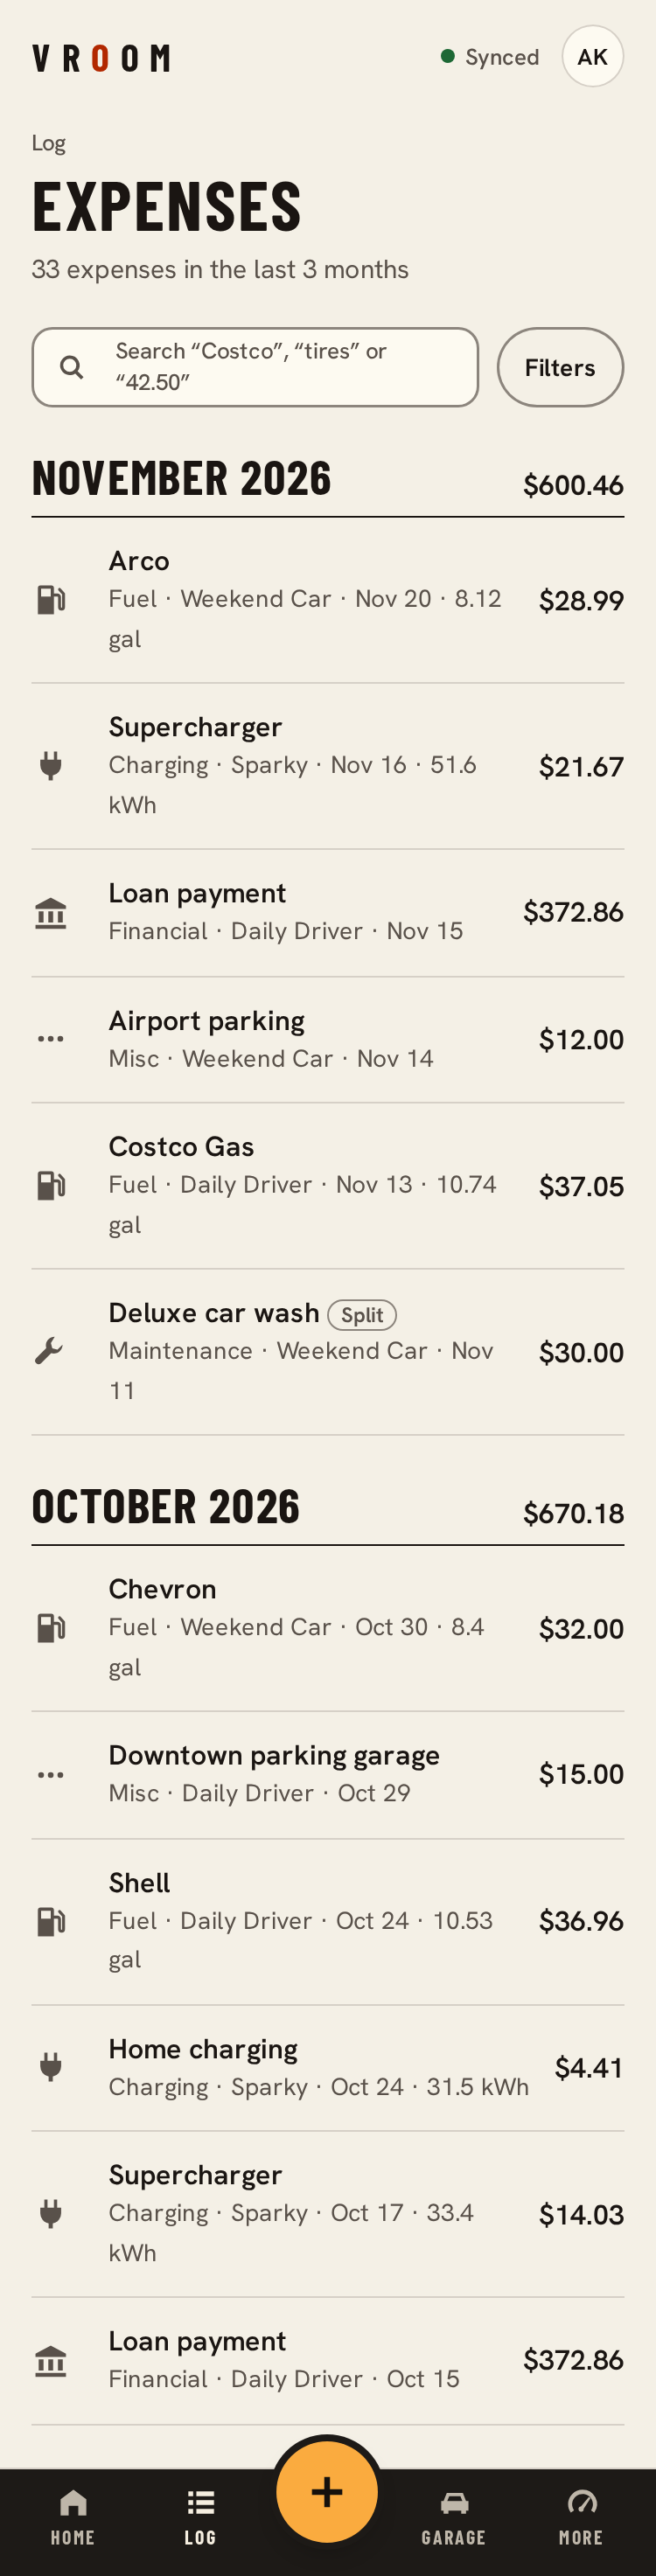 VROOM
Synced
AK
Log
EXPENSES
33 expenses in the last 3 months
Search “Costco”, “tires” or
“42.50”
Filters
NOVEMBER 2026
$600.46
Arco
Fuel · Weekend Car · Nov 20 · 8.12
gal
$28.99
Supercharger
Charging · Sparky · Nov 16 · 51.6
kWh
$21.67
Loan payment
Financial · Daily Driver · Nov 15
$372.86
Airport parking
Misc · Weekend Car · Nov 14
$12.00
Costco Gas
Fuel · Daily Driver · Nov 13 · 10.74
gal
$37.05
Deluxe car wash Split
Maintenance · Weekend Car · Nov
11
$30.00
OCTOBER 2026
$670.18
Chevron
Fuel · Weekend Car · Oct 30 · 8.4
gal
$32.00
Downtown parking garage
Misc · Daily Driver · Oct 29
$15.00
Shell
Fuel · Daily Driver · Oct 24 · 10.53
gal
$36.96
Home charging
Charging · Sparky · Oct 24 · 31.5 kWh
$4.41
Supercharger
Charging · Sparky · Oct 17 · 33.4
kWh
$14.03
Loan payment
Financial · Daily Driver · Oct 15
$372.86
HOME
LOG
GARAGE
MORE